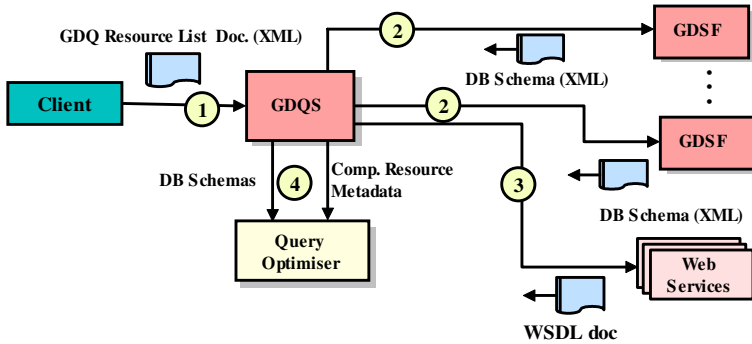 GDQ Resource List Doc. (XML)
2
GDSF
DB Schema (XML)
Client
1
GDQS
2
GDSF
DB Schemas
4
Comp. Resource
Metadata
3
DB Schema (XML)
Query
Optimiser
Web
Services
WSDL doc